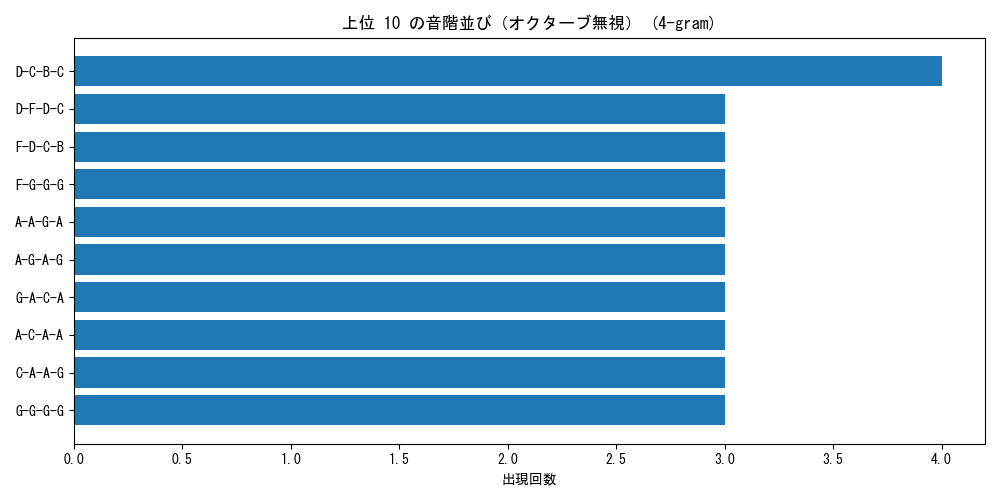 上位 10 の音階並び（オクターブ無視） (4-gram)
D-C-B-C
D-F-D-C
F-D-C-B
F-G-G-G
A-A-G-A
A-G-A-G
G-A-C-A
A-C-A-A
C-A-A-G
G-G-G-G
0.0 0.5 1.0 1.5 2.0 2.5 3.0 3.5 4.0
出現回数